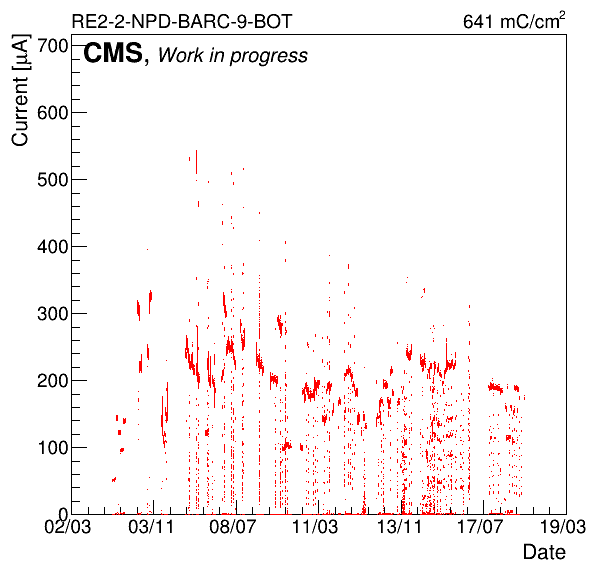 RE2-2-NPD-BARC-9-BOT 641 mC/cm²
CMS, Work in progress
Current [μA]
700
600
500
400
300
200
100
0
02/03 03/11 08/07 11/03 13/11 17/07 19/03
Date